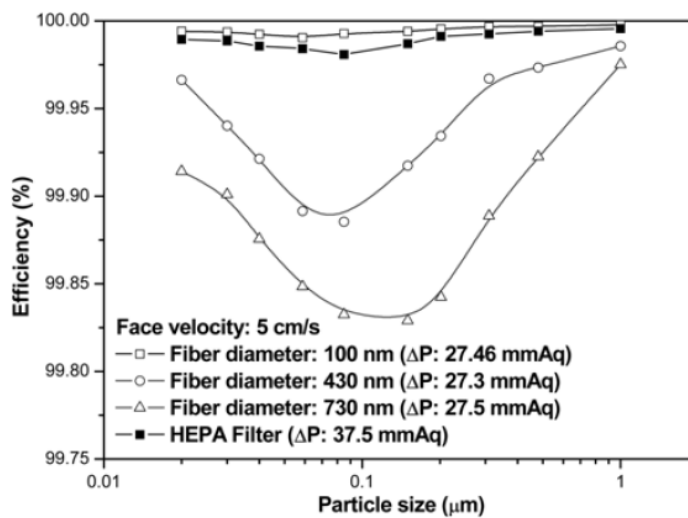 100.00
99.95
99.90
99.85
99.80
99.75
Efficiency (%)
Face velocity: 5 cm/s
Fiber diameter: 100 nm (ΔP: 27.46 mmAq)
Fiber diameter: 430 nm (ΔP: 27.3 mmAq)
Fiber diameter: 730 nm (ΔP: 27.5 mmAq)
HEPA Filter (ΔP: 37.5 mmAq)
0.01 0.1 1
Particle size (μm)